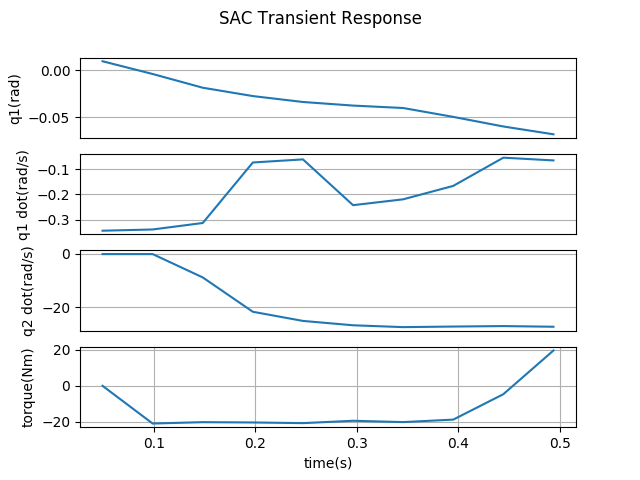 SAC Transient Response
q1(rad)
0.00
−0.05
q1 dot(rad/s)
−0.1
−0.2
−0.3
q2 dot(rad/s)
0
−20
torque(Nm)
20
0
−20
0.1 0.2 0.3 0.4 0.5
time(s)